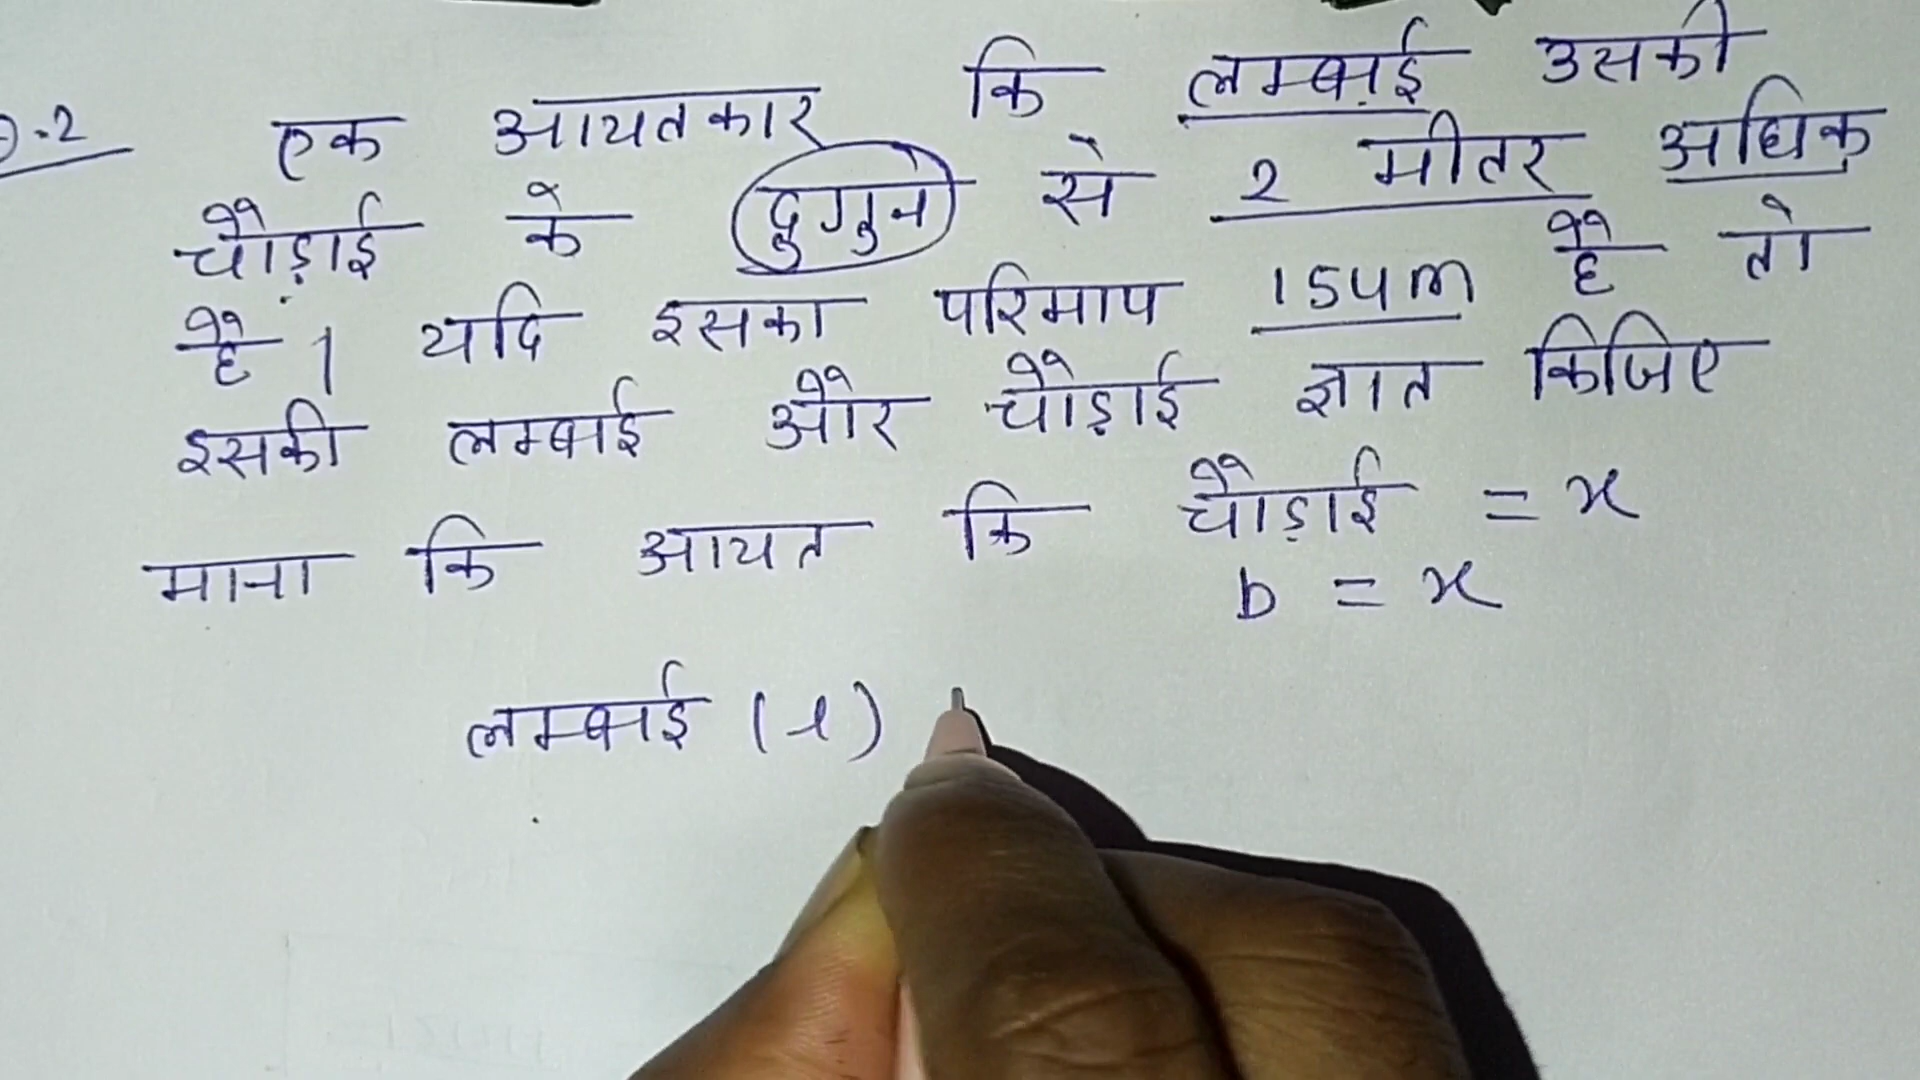 Q.2 एक आयतकार कि लम्बाई उसकी
चौड़ाई के दुगुने से 2 मीतर अधिक
है। यदि इसका परिमाप 154m है तो
इसकी लम्बाई और चौड़ाई ज्ञात किजिए
माना कि आयत कि चौड़ाई = x
b = x
लम्बाई (l)